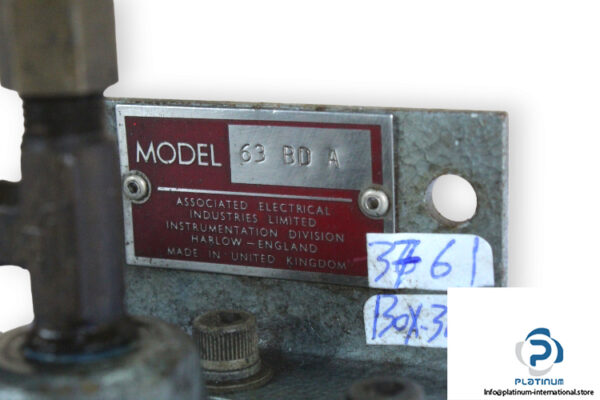 MODEL 63 BD A
ASSOCIATED ELECTRICAL
INDUSTRIES LIMITED
INSTRUMENTATION DIVISION
HARLOW – ENGLAND
MADE IN UNITED KINGDOM
61
PLATINUM
info@platinum-international.store